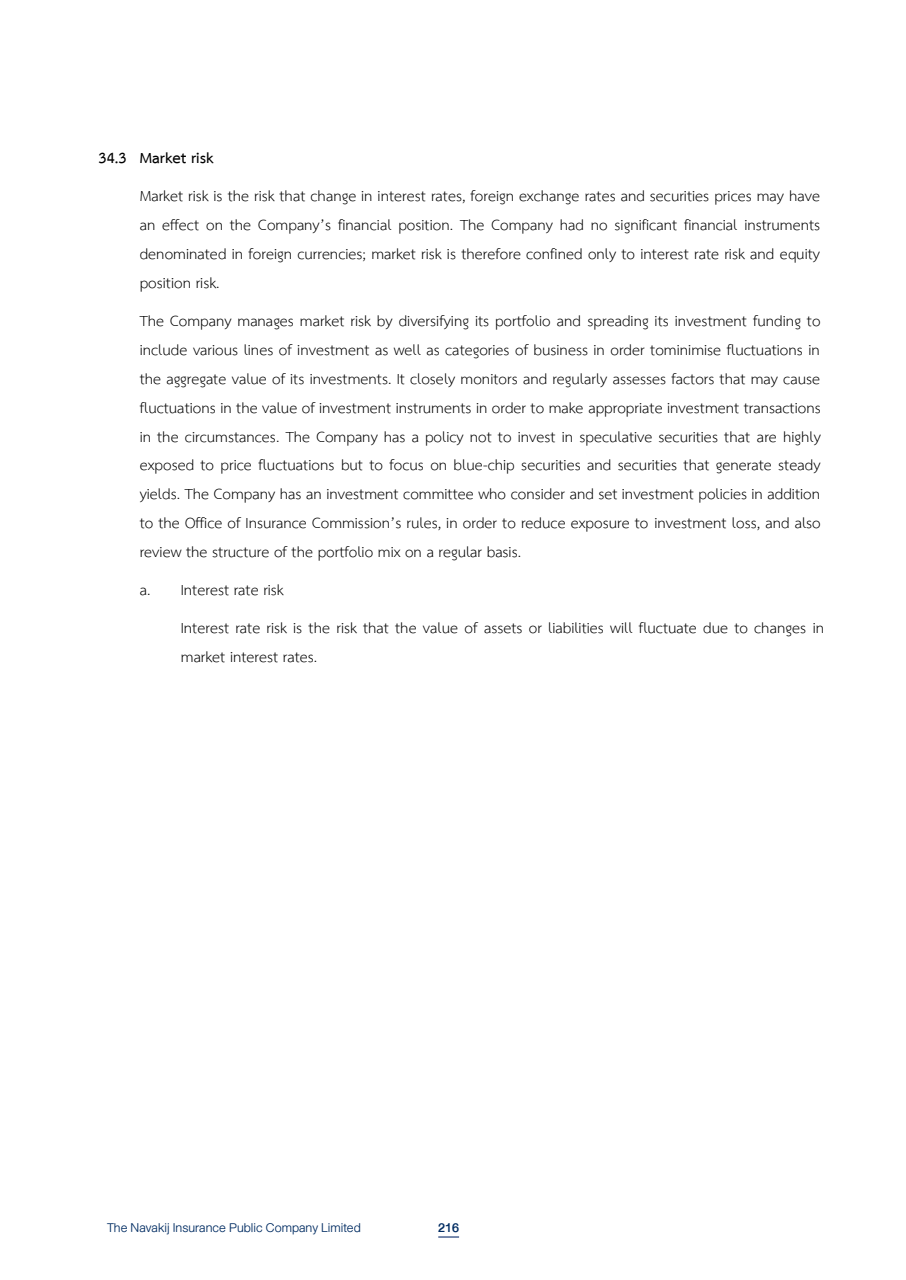 34.3 Market risk
Market risk is the risk that change in interest rates, foreign exchange rates and securities prices may have
an effect on the Company's financial position. The Company had no significant financial instruments
denominated in foreign currencies; market risk is therefore confined only to interest rate risk and equity
position risk.
The Company manages market risk by diversifying its portfolio and spreading its investment funding to
include various lines of investment as well as categories of business in order tominimise fluctuations in
the aggregate value of its investments. It closely monitors and regularly assesses factors that may cause
fluctuations in the value of investment instruments in order to make appropriate investment transactions
in the circumstances. The Company has a policy not to invest in speculative securities that are highly
exposed to price fluctuations but to focus on blue-chip securities and securities that generate steady
yields. The Company has an investment committee who consider and set investment policies in addition
to the Office of Insurance Commission's rules, in order to reduce exposure to investment loss, and also
review the structure of the portfolio mix on a regular basis.
a. Interest rate risk
Interest rate risk is the risk that the value of assets or liabilities will fluctuate due to changes in
market interest rates.
The Navakij Insurance Public Company Limited 216